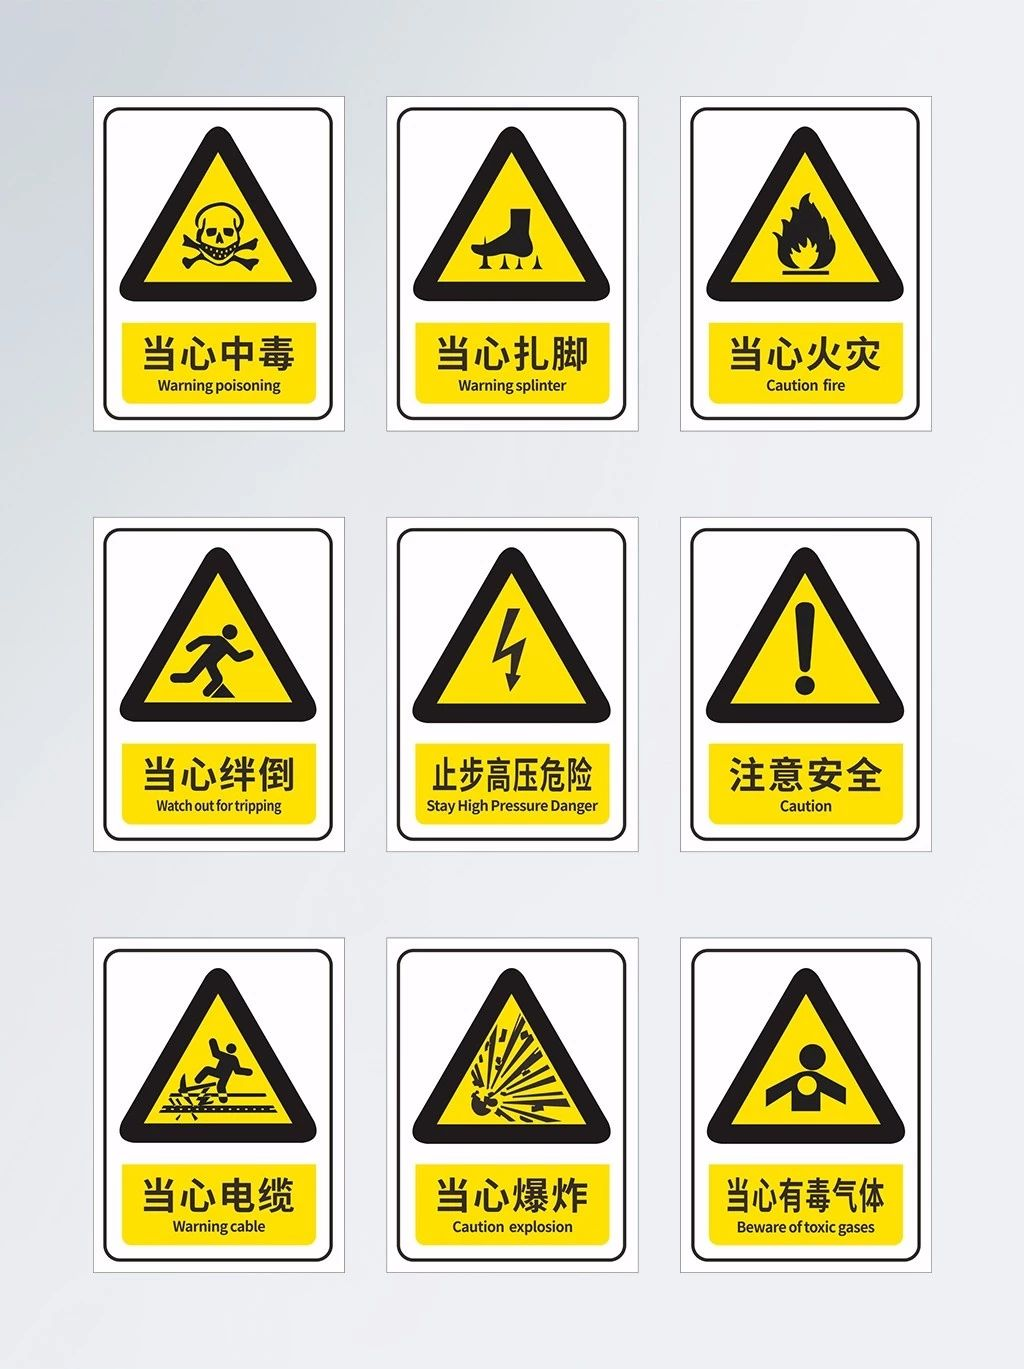 当心中毒
Warning poisoning
当心扎脚
Warning splinter
当心火灾
Caution fire
当心绊倒
Watch out for tripping
止步高压危险
Stay High Pressure Danger
注意安全
Caution
当心电缆
Warning cable
当心爆炸
Caution explosion
当心有毒气体
Beware of toxic gases